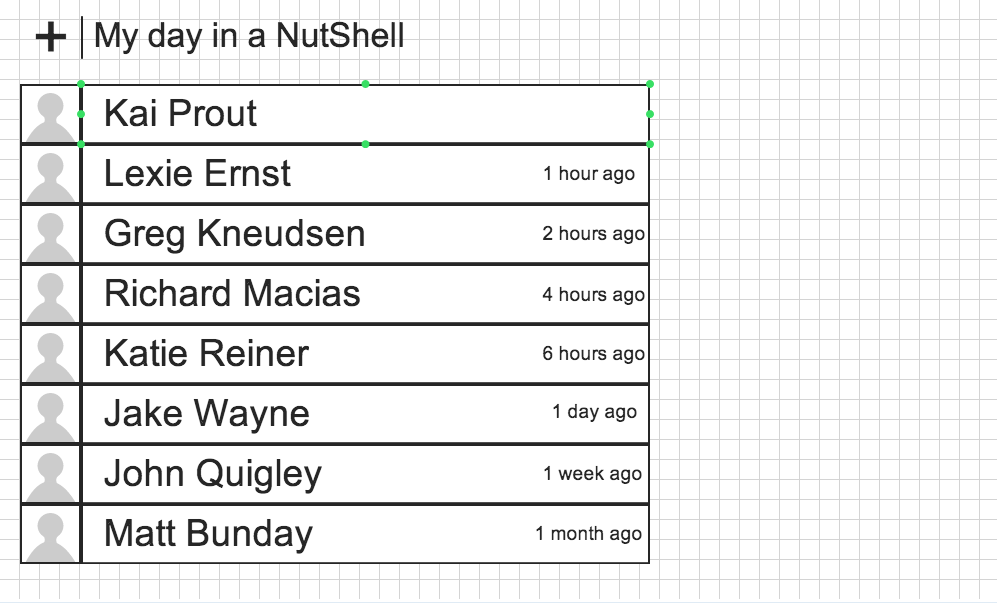 My day in a NutShell
Kai Prout
Lexie Ernst 1 hour ago
Greg Kneudsen 2 hours ago
Richard Macias 4 hours ago
Katie Reiner 6 hours ago
Jake Wayne 1 day ago
John Quigley 1 week ago
Matt Bunday 1 month ago